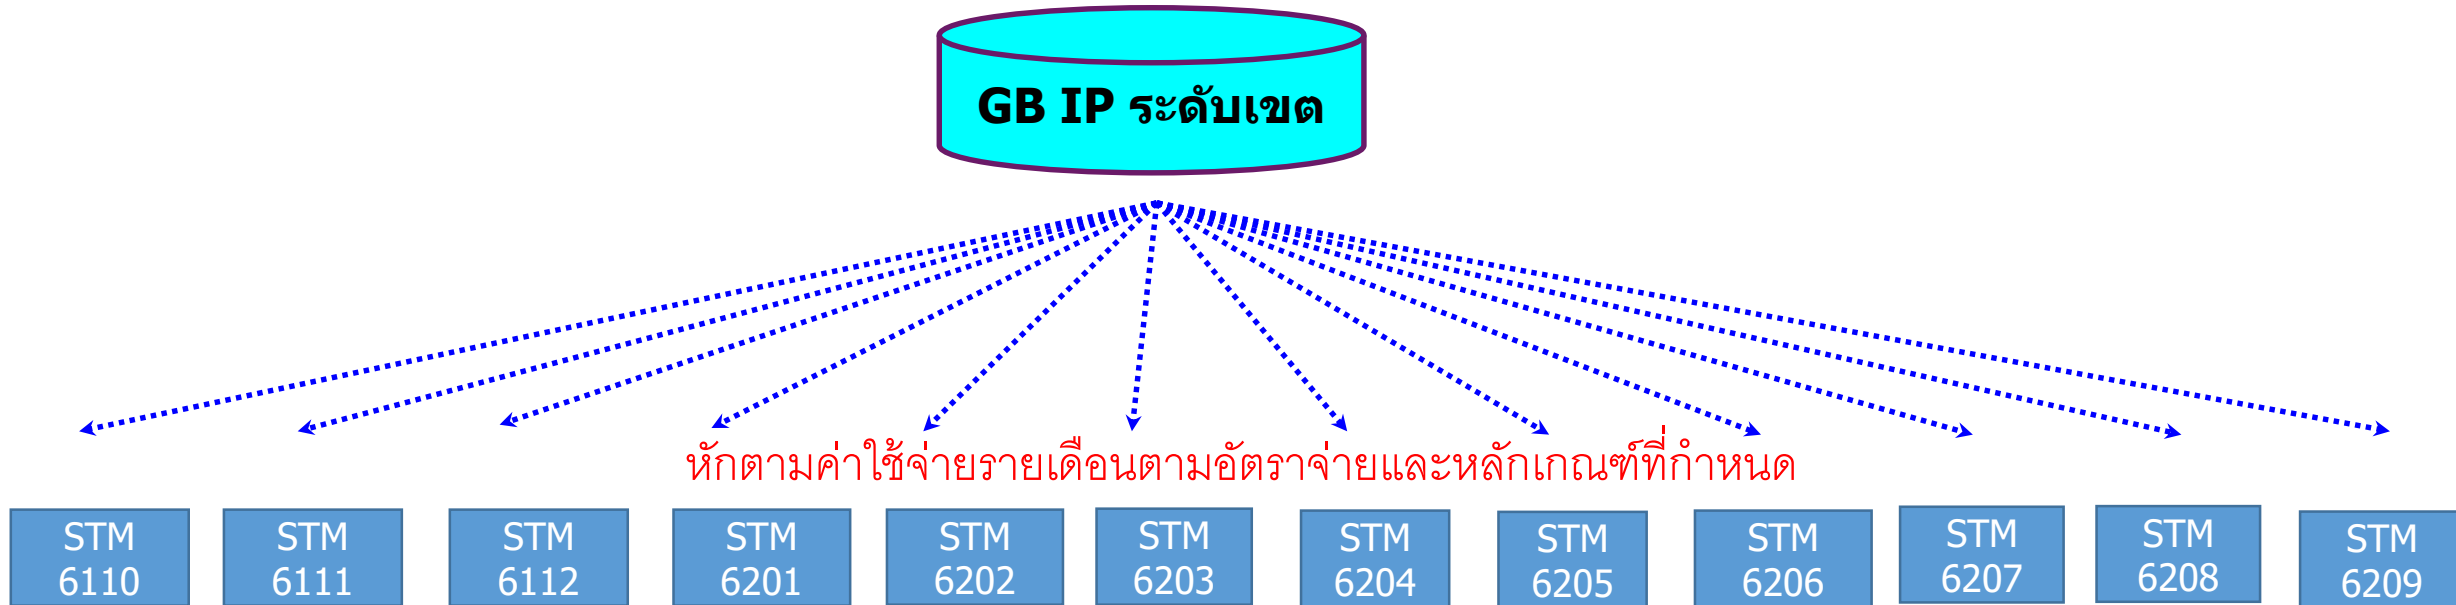 GB IP ระดับเขต
หักตามค่าใช้จ่ายรายเดือนตามอัตราจ่ายและหลักเกณฑ์ที่กำหนด
STM
6110
STM
6111
STM
6112
STM
6201
STM
6202
STM
6203
STM
6204
STM
6205
STM
6206
STM
6207
STM
6208
STM
6209